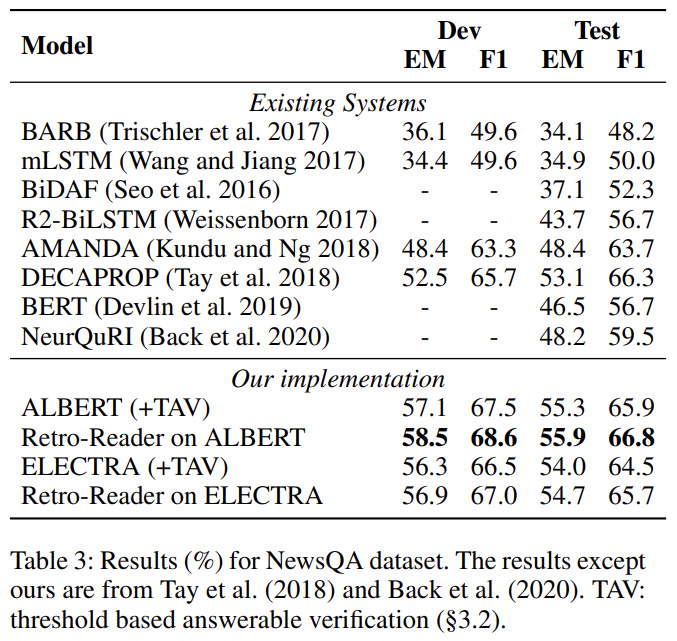 Model Dev Test
EM F1 EM F1
Existing Systems
BARB (Trischler et al. 2017) 36.1 49.6 34.1 48.2
mLSTM (Wang and Jiang 2017) 34.4 49.6 34.9 50.0
BiDAF (Seo et al. 2016) - - 37.1 52.3
R2-BiLSTM (Weissenborn 2017) - - 43.7 56.7
AMANDA (Kundu and Ng 2018) 48.4 63.3 48.4 63.7
DECAPROP (Tay et al. 2018) 52.5 65.7 53.1 66.3
BERT (Devlin et al. 2019) - - 46.5 56.7
NeurQuRI (Back et al. 2020) - - 48.2 59.5
Our implementation
ALBERT (+TAV) 57.1 67.5 55.3 65.9
Retro-Reader on ALBERT 58.5 68.6 55.9 66.8
ELECTRA (+TAV) 56.3 66.5 54.0 64.5
Retro-Reader on ELECTRA 56.9 67.0 54.7 65.7
Table 3: Results (%) for NewsQA dataset. The results except
ours are from Tay et al. (2018) and Back et al. (2020). TAV:
threshold based answerable verification (§3.2).